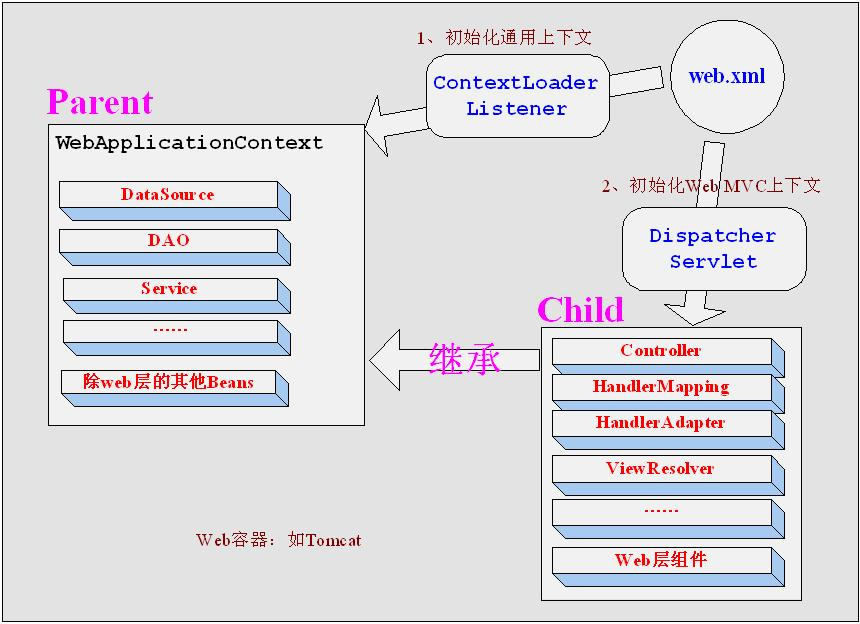 1、初始化通用上下文
ContextLoader
Listener
web.xml
Parent
WebApplicationContext
DataSource
DAO
Service
······
除web层的其他Beans
2、初始化Web MVC上下文
Dispatcher
Servlet
Child
继承
Controller
HandlerMapping
HandlerAdapter
ViewResolver
······
Web层组件
Web容器：如Tomcat